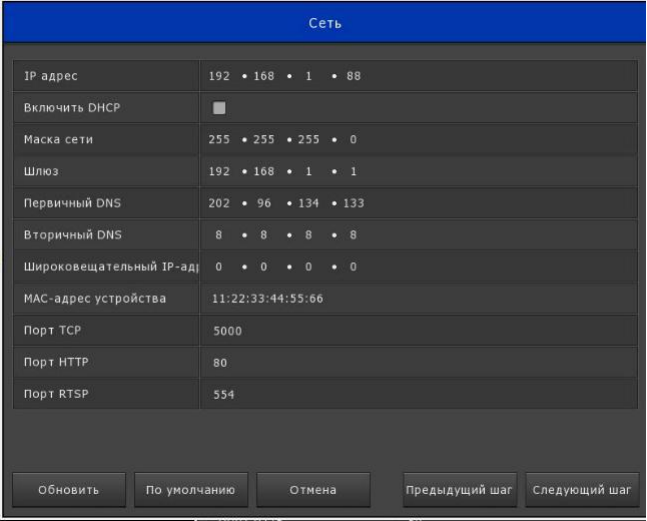 Сеть
IP адрес 192 • 168 • 1 • 88
Включить DHCP
Маска сети 255 • 255 • 255 • 0
Шлюз 192 • 168 • 1 • 1
Первичный DNS 202 • 96 • 134 • 133
Вторичный DNS 8 • 8 • 8 • 8
Широковещательный IP-адр 0 • 0 • 0 • 0
MAC-адрес устройства 11:22:33:44:55:66
Порт TCP 5000
Порт HTTP 80
Порт RTSP 554
Обновить По умолчанию Отмена Предыдущий шаг Следующий шаг